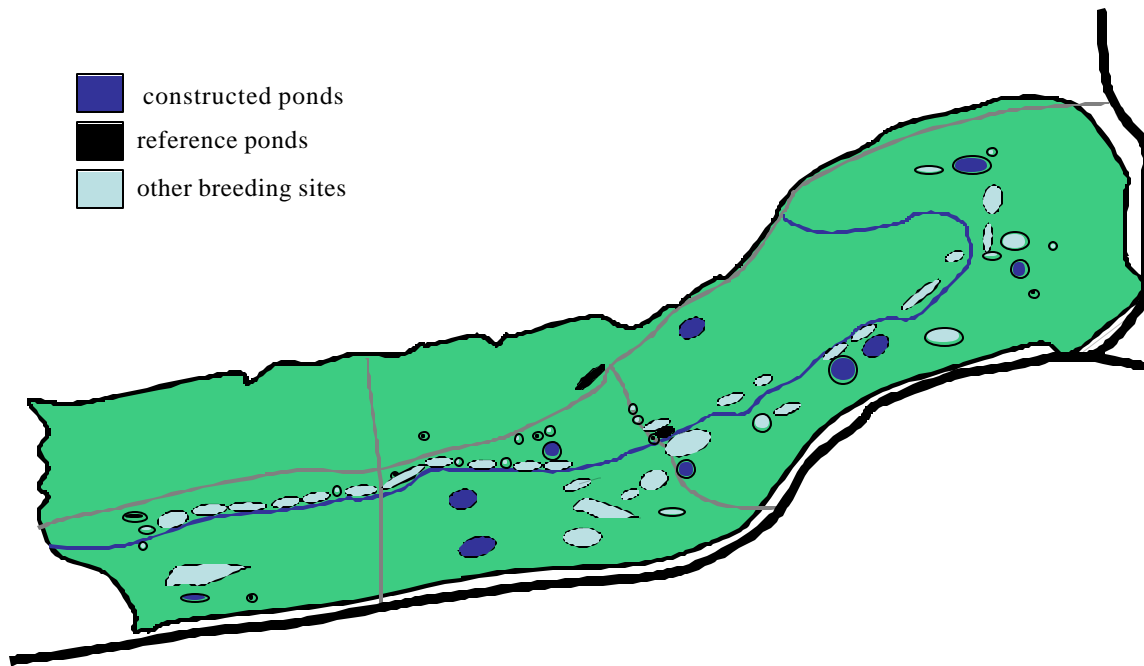 constructed ponds
reference ponds
other breeding sites